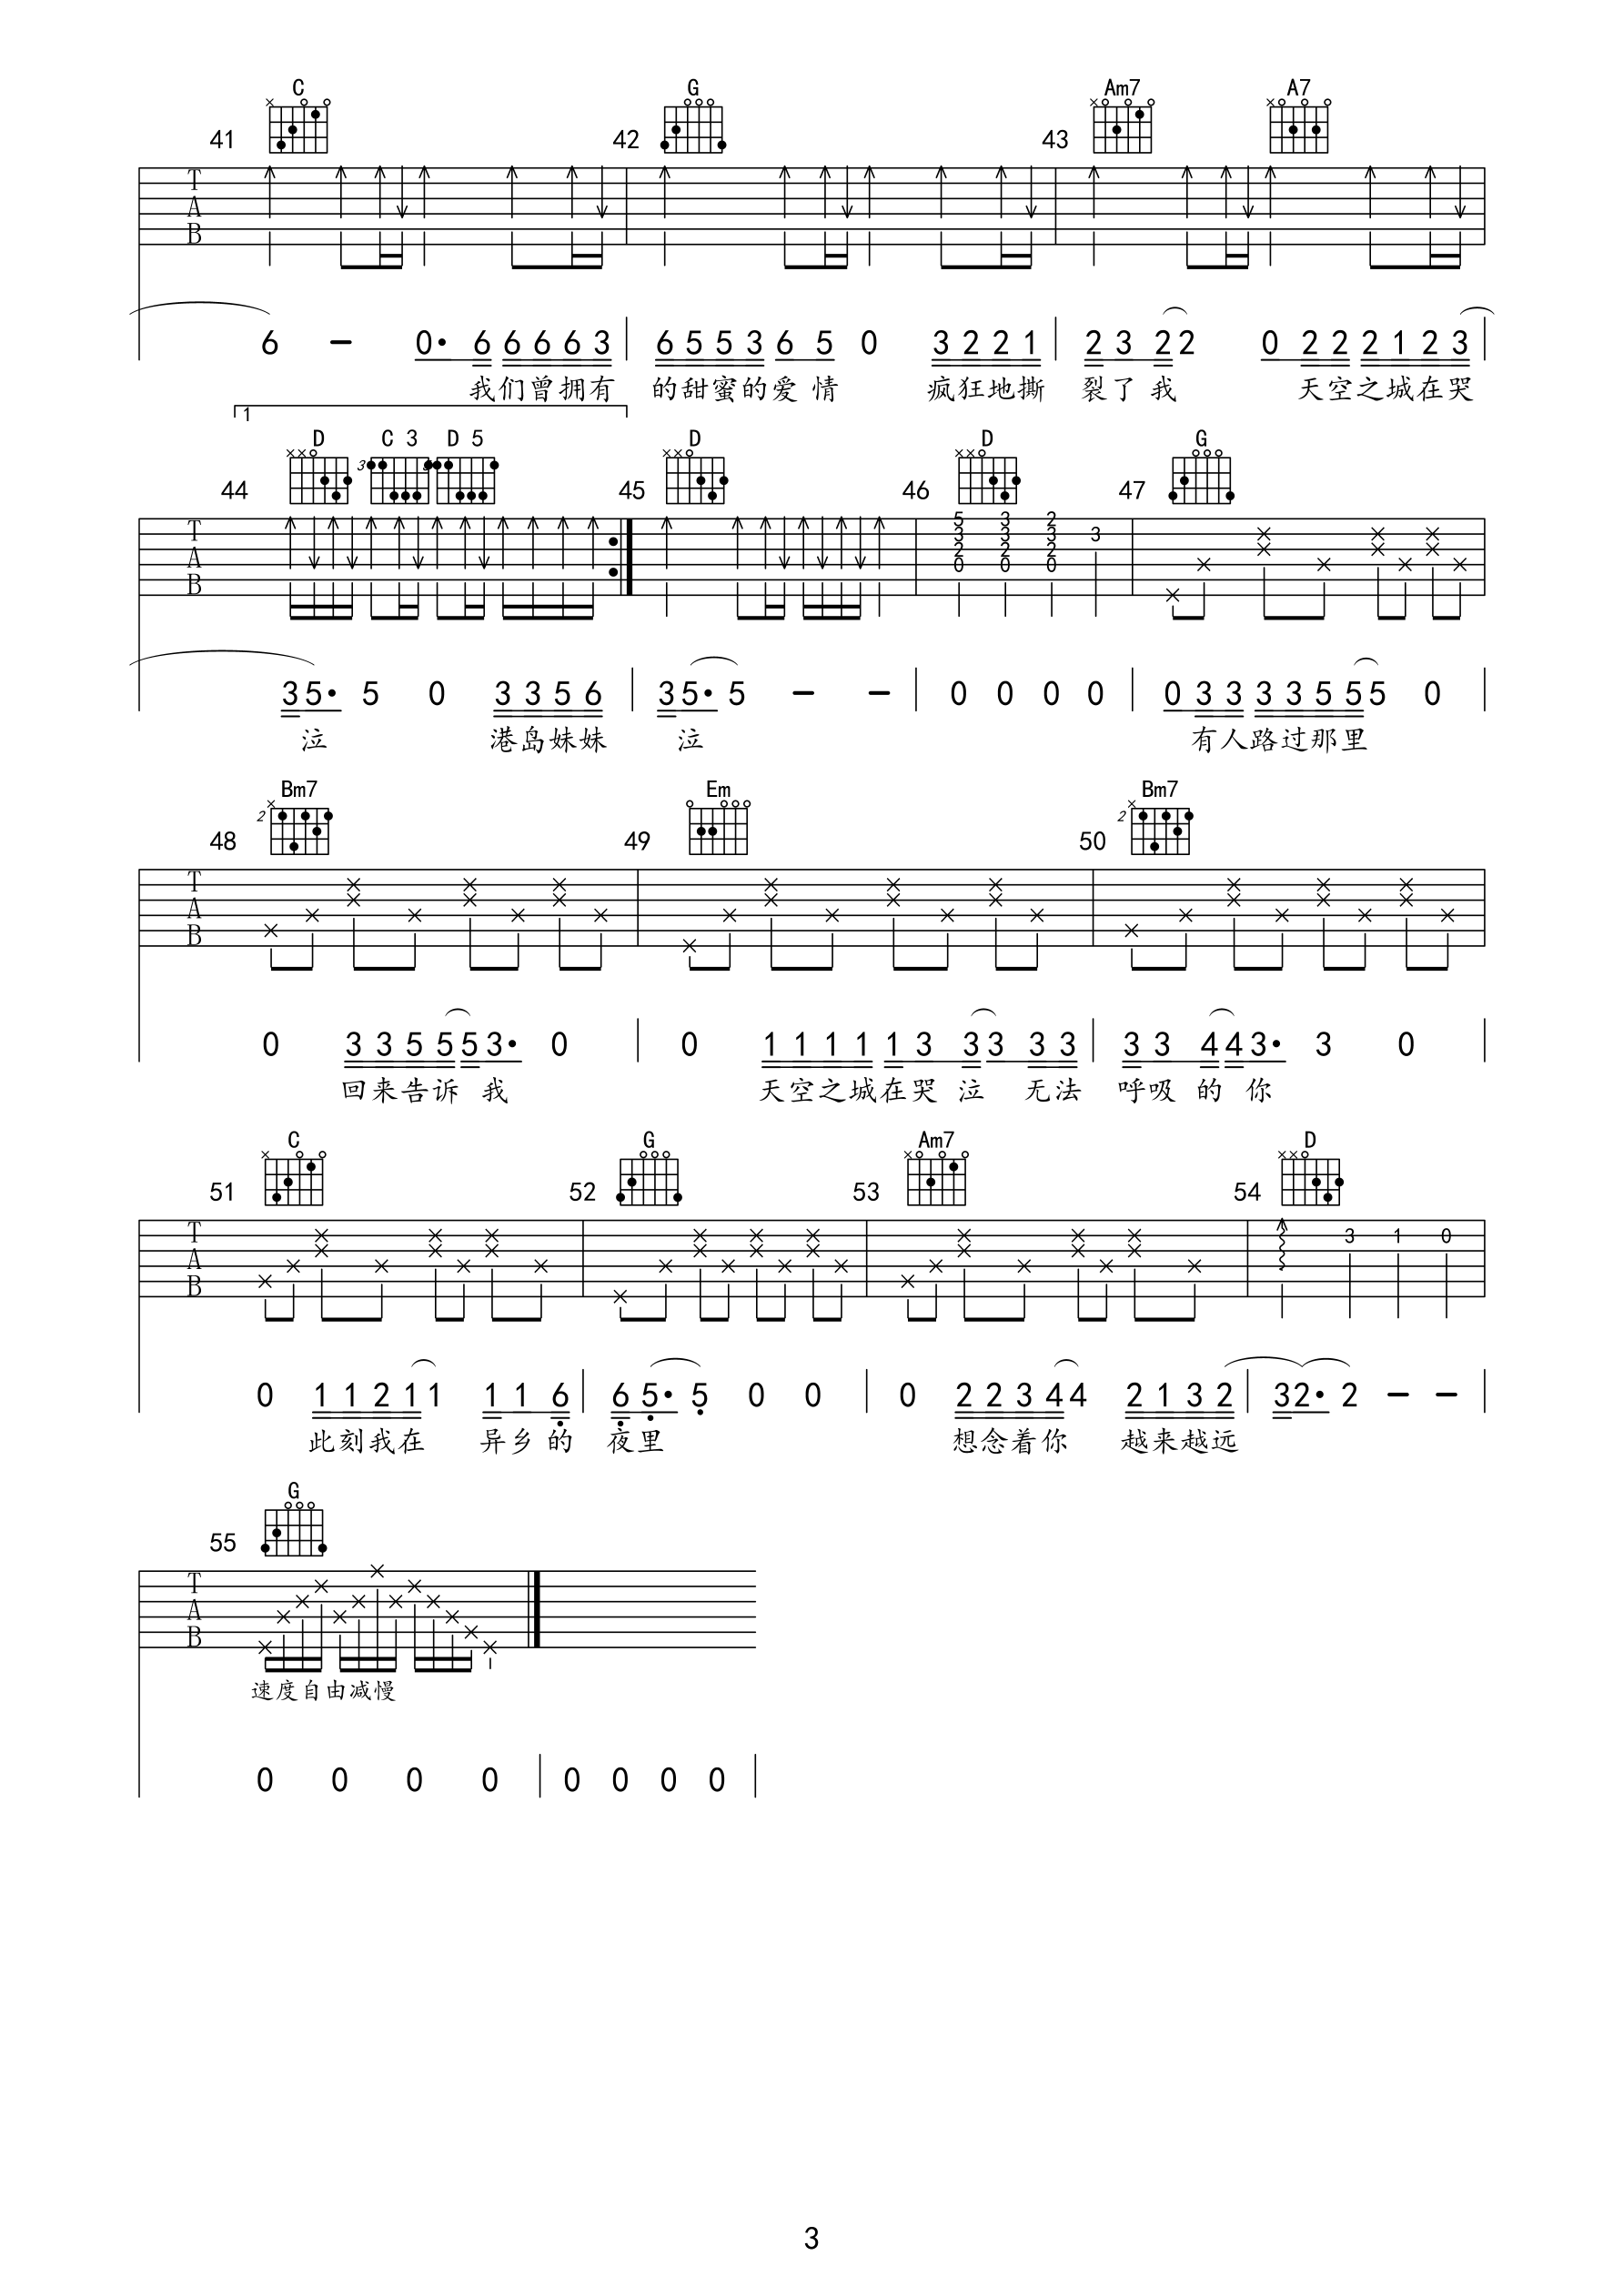 C G Am7 A7
41 42 43
T
A
B
6 – 0· 6 6 6 6 3 6 5 5 3 6 5 0 3 2 2 1 2 3 2 2 0 2 2 2 1 2 3
我们曾拥有 的甜蜜的爱 情 疯狂地撕 裂了 我 天空之城在哭
1
D C 3 D 5 D D G
3
44 45 46 47
5 3 2
3 3 3 3
2 2 2
0 0 0
T
A
B
3 5· 5 0 3 3 5 6 3 5· 5 – – 0 0 0 0 0 3 3 3 3 5 5 5 0
泣 港岛妹妹 泣 有人路过那里
Bm7 Em Bm7
2 2
48 49 50
T
A
B
0 3 3 5 5 5 3· 0 0 1 1 1 1 1 3 3 3 3 3 3 3 4 4 3· 3 0
回来告诉 我 天空之城在哭 泣 无法 呼吸 的 你
C G Am7 D
51 52 53 54
T
A
B
3 1 0
0 1 1 2 1 1 1 1 6 6 5· 5 0 0 0 2 2 3 4 4 2 1 3 2 3 2· 2 – –
此刻我在 异乡 的 夜里 想念着你 越来越远
G
55
T
A
B
速度自由减慢
0 0 0 0 0 0 0 0
3